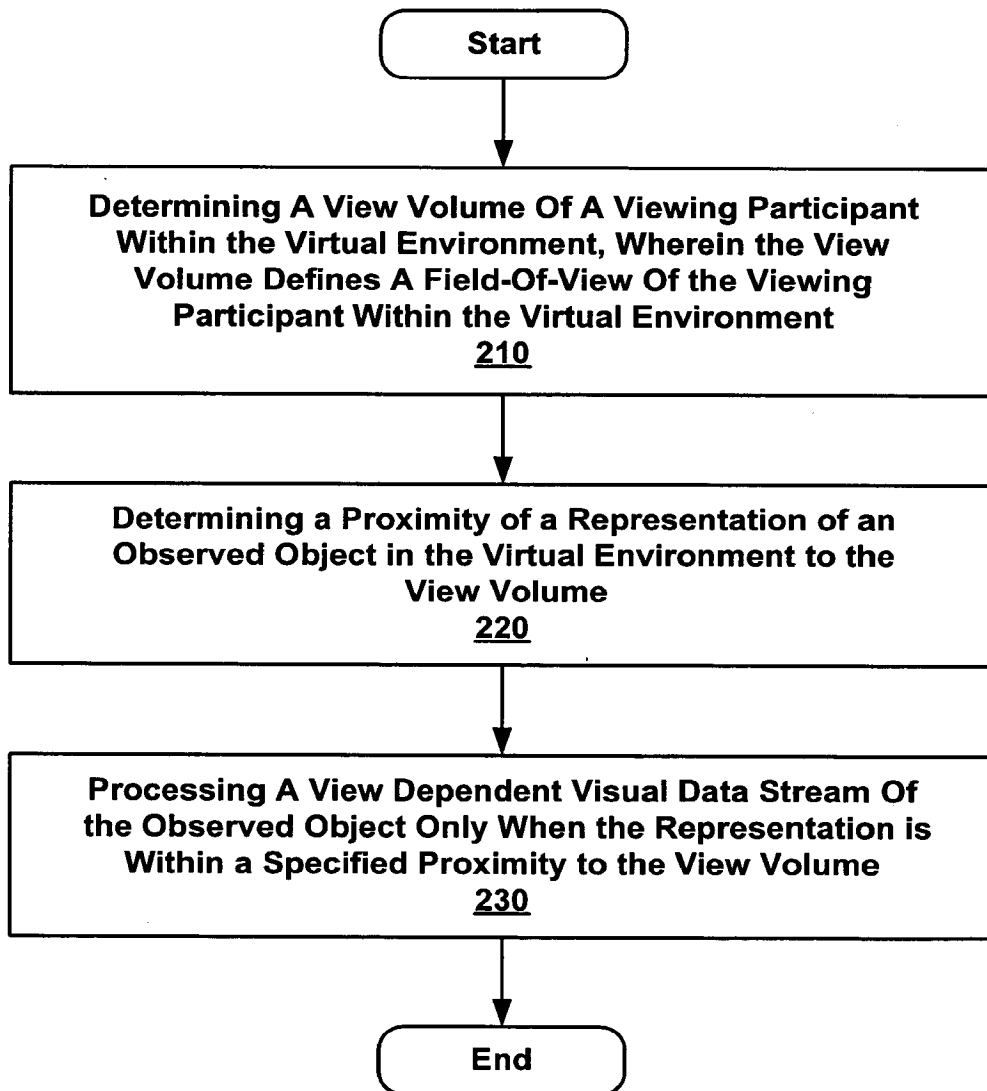 Start
Determining A View Volume Of A Viewing Participant
Within the Virtual Environment, Wherein the View
Volume Defines A Field-Of-View Of the Viewing
Participant Within the Virtual Environment
210
Determining a Proximity of a Representation of an
Observed Object in the Virtual Environment to the
View Volume
220
Processing A View Dependent Visual Data Stream Of
the Observed Object Only When the Representation is
Within a Specified Proximity to the View Volume
230
End